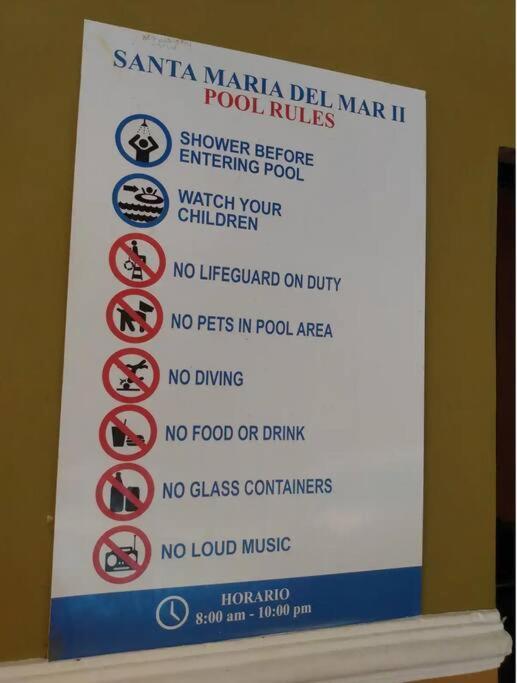 SANTA MARIA DEL MAR II
POOL RULES
SHOWER BEFORE
ENTERING POOL
WATCH YOUR
CHILDREN
NO LIFEGUARD ON DUTY
NO PETS IN POOL AREA
NO DIVING
NO FOOD OR DRINK
NO GLASS CONTAINERS
NO LOUD MUSIC
HORARIO
8:00 am - 10:00 pm